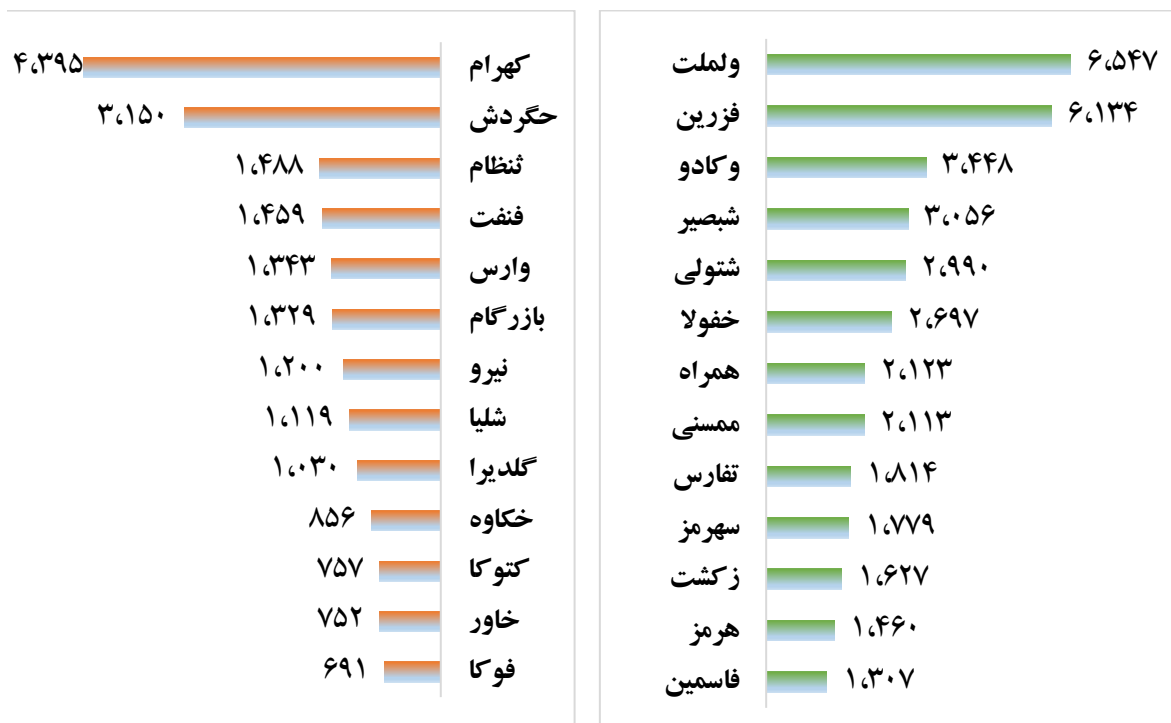 ولملت ۶،۵۴۷
فزرین ۶،۱۳۴
وکادو ۳،۴۴۸
شبصیر ۳،۰۵۶
شتولی ۲،۹۹۰
خفولا ۲،۶۹۷
همراه ۲،۱۲۳
ممسنی ۲،۱۱۳
تفارس ۱،۸۱۴
سهرمز ۱،۷۷۹
زکشت ۱،۶۲۷
هرمز ۱،۴۶۰
فاسمین ۱،۳۰۷
کهرام ۴،۳۹۵
حگردش ۳،۱۵۰
ثنظام ۱،۴۸۸
فنفت ۱،۴۵۹
وارس ۱،۳۴۳
بازرگام ۱،۳۲۹
نیرو ۱،۲۰۰
شلیا ۱،۱۱۹
گلدیرا ۱،۰۳۰
خکاوه ۸۵۶
کتوکا ۷۵۷
خاور ۷۵۲
فوکا ۶۹۱